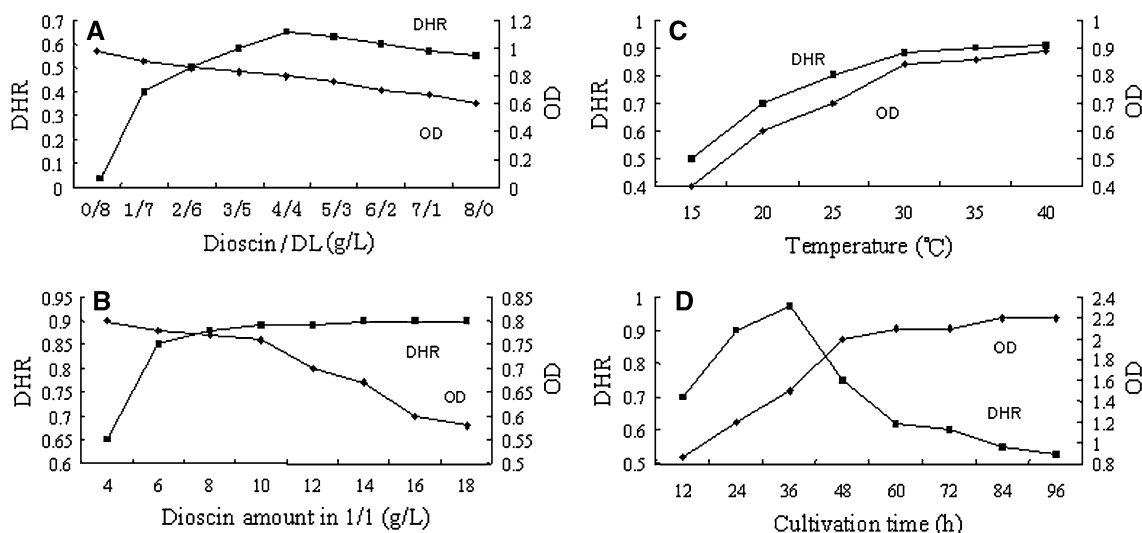 A
DHR
OD
0.7
0.6
0.5
0.4
0.3
0.2
0.1
0
1.2
1
0.8
0.6
0.4
0.2
0
DHR
OD
0/8 1/7 2/6 3/5 4/4 5/3 6/2 7/1 8/0
Dioscin/DL (g/L)
B
DHR
OD
0.95
0.9
0.85
0.8
0.75
0.7
0.65
0.6
0.85
0.8
0.75
0.7
0.65
0.6
0.55
0.5
DHR
OD
4 6 8 10 12 14 16 18
Dioscin amount in 1/1 (g/L)
C
DHR
OD
1
0.9
0.8
0.7
0.6
0.5
0.4
1
0.9
0.8
0.7
0.6
0.5
0.4
DHR
OD
15 20 25 30 35 40
Temperature (℃)
D
DHR
OD
1
0.9
0.8
0.7
0.6
0.5
2.4
2.2
2
1.8
1.6
1.4
1.2
1
0.8
OD
DHR
12 24 36 48 60 72 84 96
Cultivation time (h)